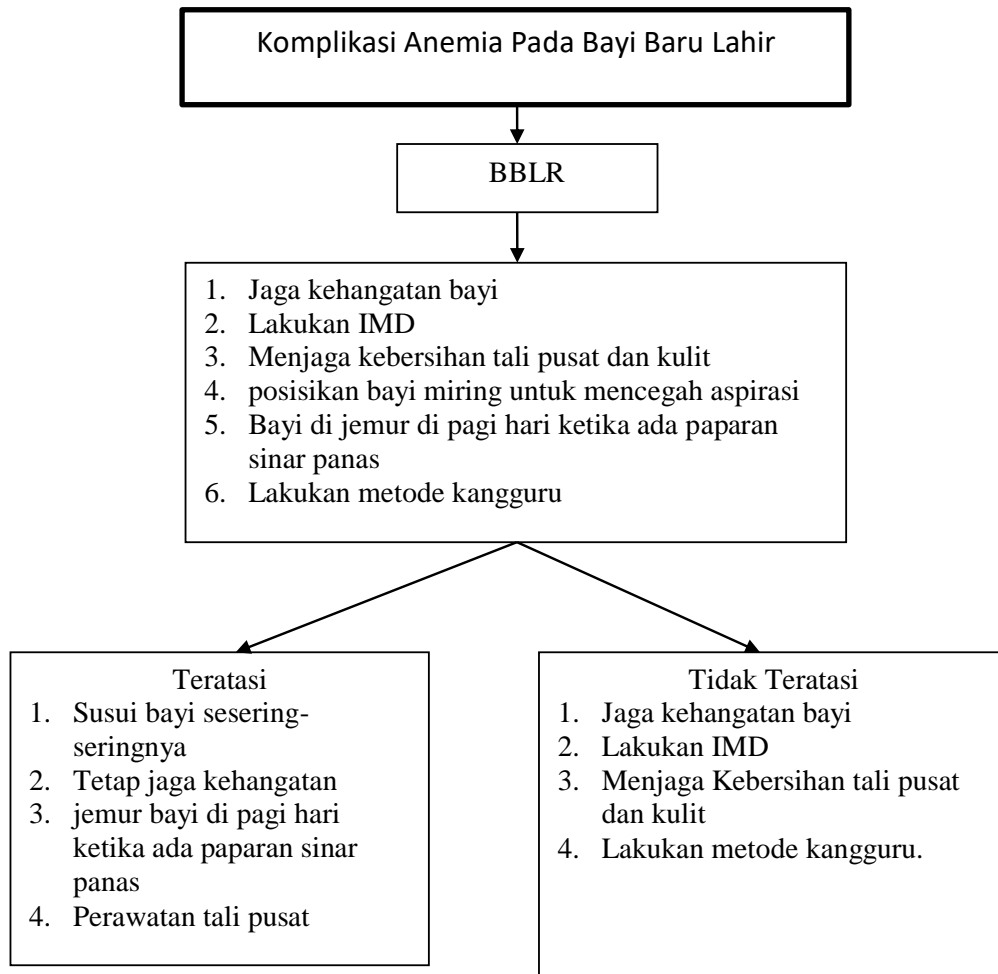 Komplikasi Anemia Pada Bayi Baru Lahir
BBLR
1. Jaga kehangatan bayi
2. Lakukan IMD
3. Menjaga kebersihan tali pusat dan kulit
4. posisikan bayi miring untuk mencegah aspirasi
5. Bayi di jemur di pagi hari ketika ada paparan
sinar panas
6. Lakukan metode kangguru
Teratasi
1. Susui bayi sesering-
seringnya
2. Tetap jaga kehangatan
3. jemur bayi di pagi hari
ketika ada paparan sinar
panas
4. Perawatan tali pusat
Tidak Teratasi
1. Jaga kehangatan bayi
2. Lakukan IMD
3. Menjaga Kebersihan tali pusat
dan kulit
4. Lakukan metode kangguru.